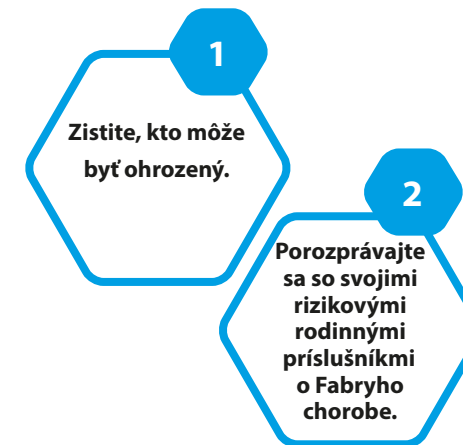 1
Zistite, kto môže
byť ohrozený.
2
Porozprávajte
sa so svojimi
rizikovými
rodinnými
príslušníkmi
o Fabryho
chorobe.